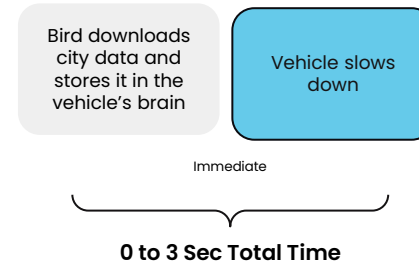 Bird downloads
city data and
stores it in the
vehicle's brain
Vehicle slows
down
Immediate
0 to 3 Sec Total Time